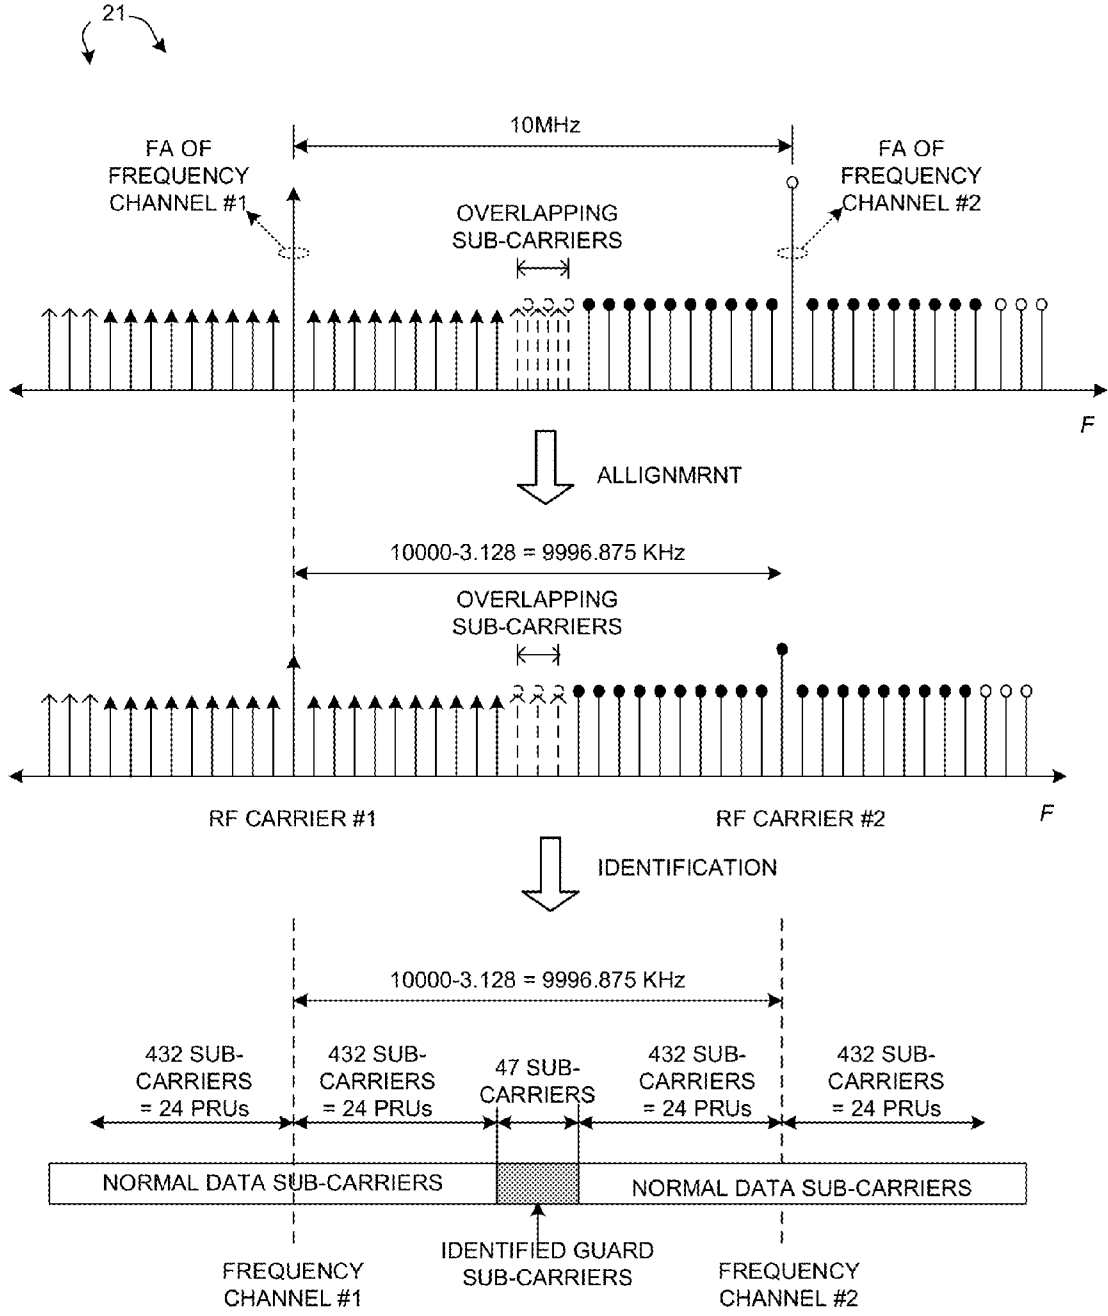 21
10MHz
FA OF
FREQUENCY
CHANNEL #1
FA OF
FREQUENCY
CHANNEL #2
OVERLAPPING
SUB-CARRIERS
F
ALLIGNMRNT
10000-3.128 = 9996.875 KHz
OVERLAPPING
SUB-CARRIERS
RF CARRIER #1
RF CARRIER #2
F
IDENTIFICATION
10000-3.128 = 9996.875 KHz
432 SUB-
CARRIERS
= 24 PRUs
432 SUB-
CARRIERS
= 24 PRUs
47 SUB-
CARRIERS
432 SUB-
CARRIERS
= 24 PRUs
432 SUB-
CARRIERS
= 24 PRUs
NORMAL DATA SUB-CARRIERS
NORMAL DATA SUB-CARRIERS
IDENTIFIED GUARD
SUB-CARRIERS
FREQUENCY
CHANNEL #1
FREQUENCY
CHANNEL #2